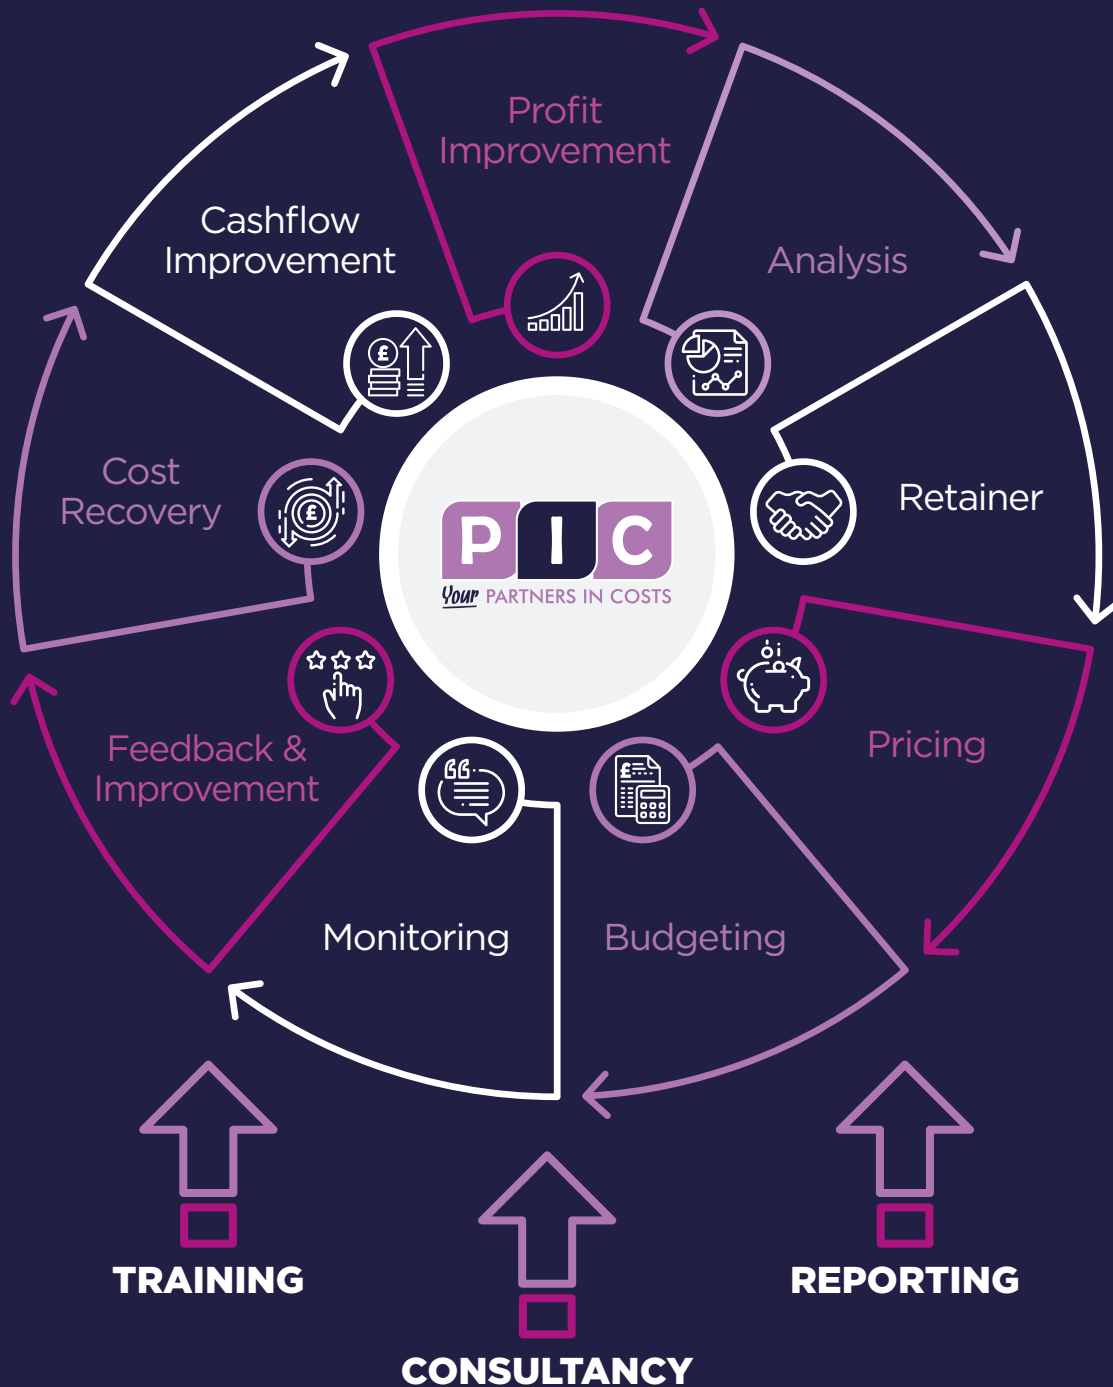 Profit
Improvement
Analysis
Retainer
Pricing
Budgeting
Monitoring
Feedback &
Improvement
Cost
Recovery
Cashflow
Improvement
£
£
£
PIC
Your PARTNERS IN COSTS
TRAINING
CONSULTANCY
REPORTING